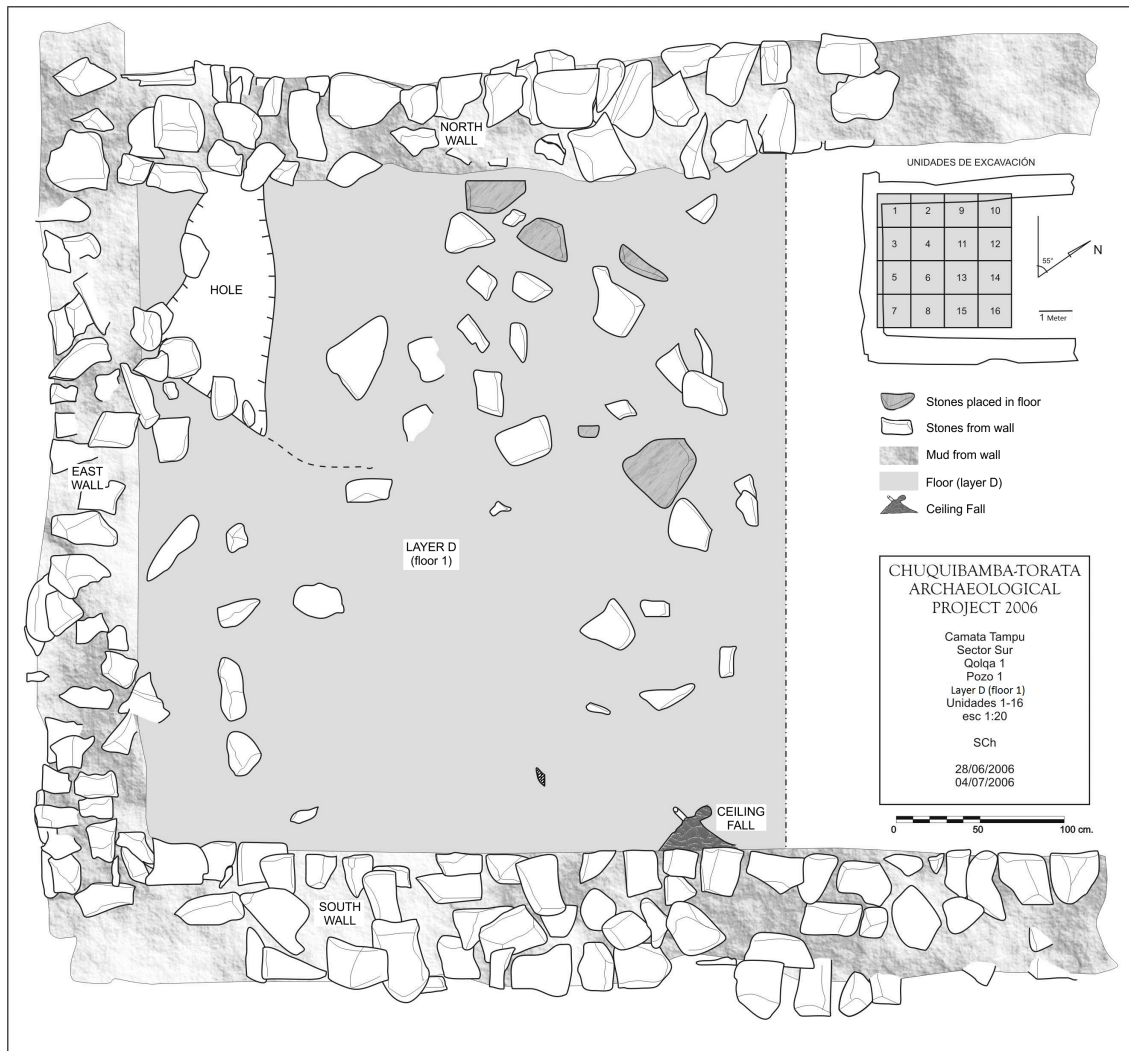 NORTH
WALL
UNIDADES DE EXCAVACIÓN
1 2 9 10
3 4 11 12
5 6 13 14
7 8 15 16
55°
N
1 Meter
HOLE
Stones placed in floor
Stones from wall
Mud from wall
Floor (layer D)
Ceiling Fall
EAST
WALL
LAYER D
(floor 1)
CHUQUIBAMBA-TORATA
ARCHAEOLOGICAL
PROJECT 2006
Camata Tampu
Sector Sur
Qolqa 1
Pozo 1
Layer D (floor 1)
Unidades 1-16
esc 1:20
SCh
28/06/2006
04/07/2006
CEILING
FALL
0 50 100 cm.
SOUTH
WALL